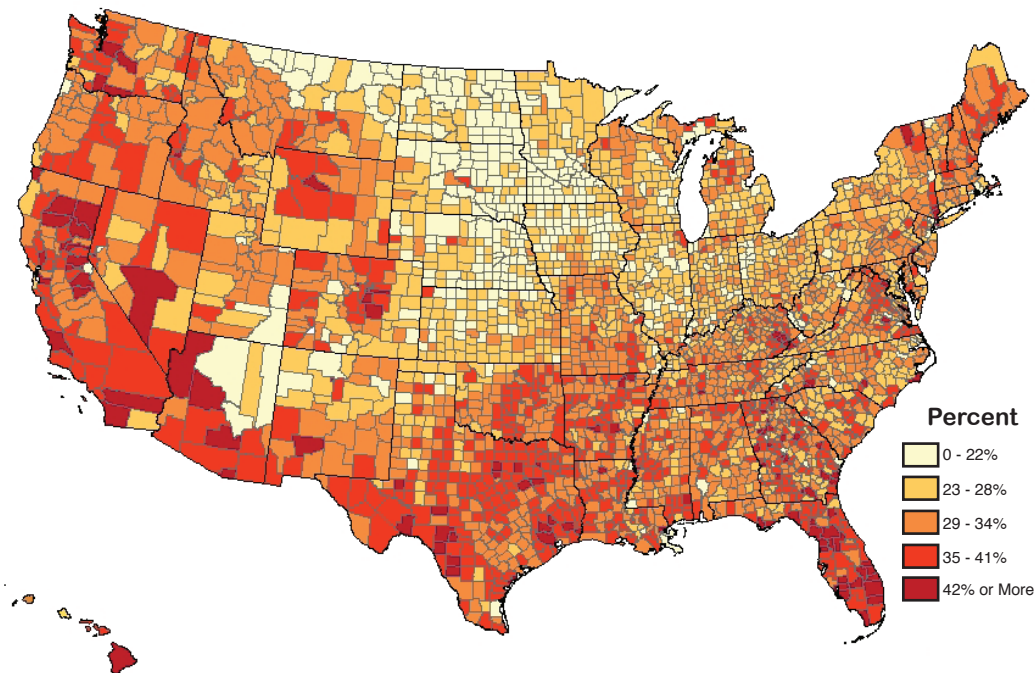 Percent
0 - 22%
23 - 28%
29 - 34%
35 - 41%
42% or More